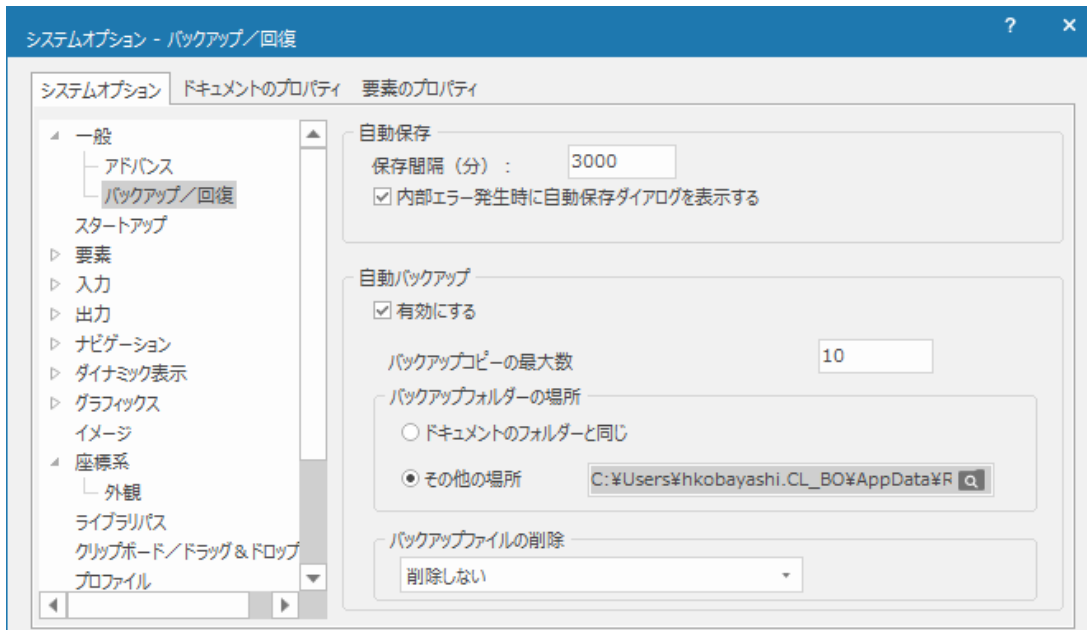 システムオプション - バックアップ／回復
? ×
システムオプション ドキュメントのプロパティ 要素のプロパティ
一般
アドバンス
バックアップ／回復
スタートアップ
要素
入力
出力
ナビゲーション
ダイナミック表示
グラフィックス
イメージ
座標系
外観
ライブラリパス
クリップボード／ドラッグ＆ドロップ
プロファイル
自動保存
保存間隔（分）： 3000
内部エラー発生時に自動保存ダイアログを表示する
自動バックアップ
有効にする
バックアップコピーの最大数 10
バックアップフォルダーの場所
ドキュメントのフォルダーと同じ
その他の場所 C:¥Users¥hkobayashi.CL_BO¥AppData¥R
バックアップファイルの削除
削除しない